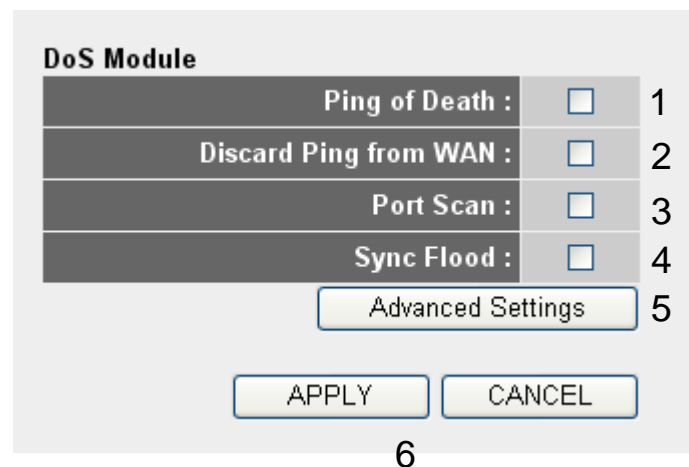 DoS Module
Ping of Death : 1
Discard Ping from WAN : 2
Port Scan : 3
Sync Flood : 4
Advanced Settings 5
APPLY CANCEL
6